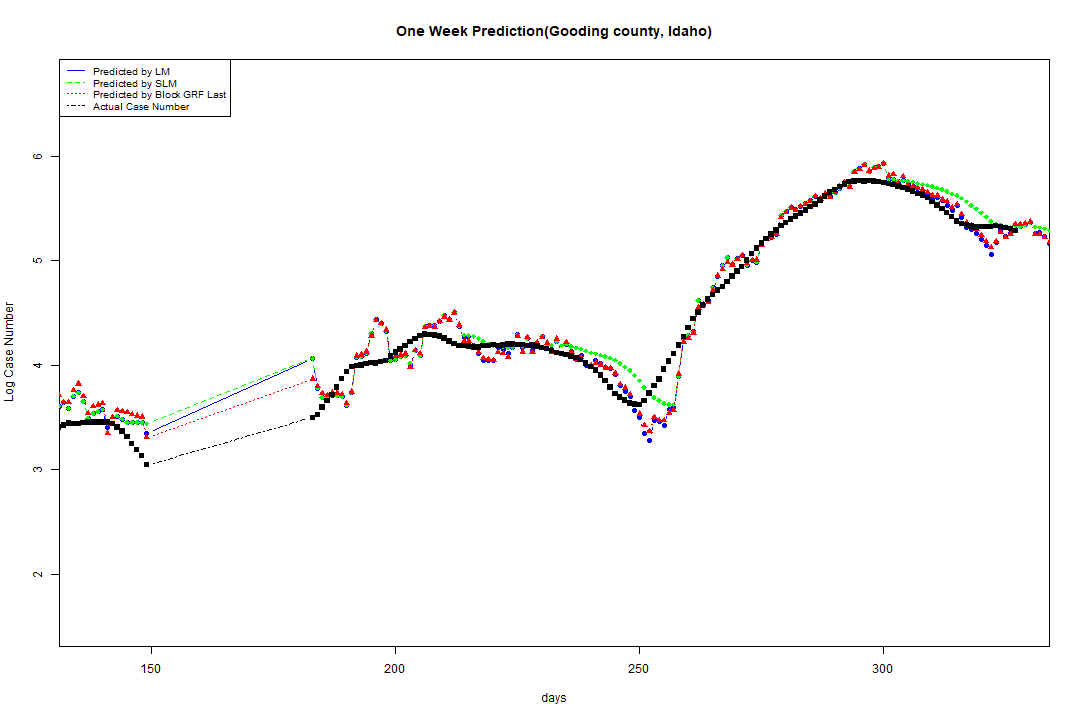 One Week Prediction(Gooding county, Idaho)
Predicted by LM
Predicted by SLM
Predicted by Block GRF Last
Actual Case Number
6
5
4
3
2
Log Case Number
150 200 250 300
days